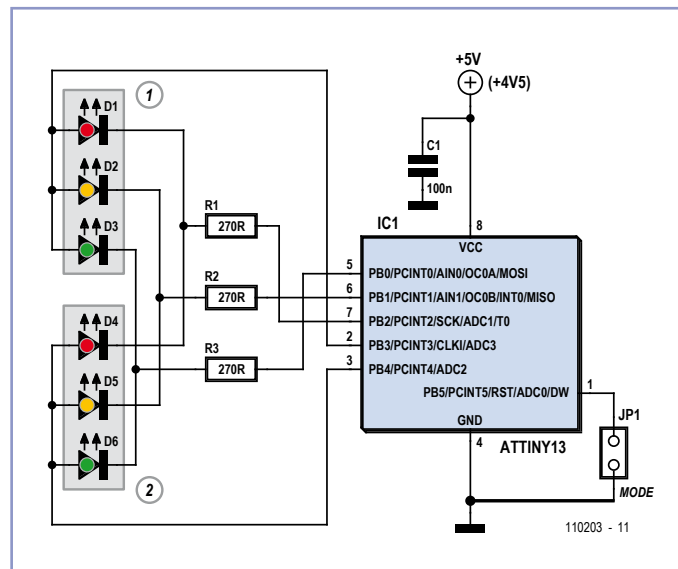 +5V
(+4V5)
1
D1
D2
D3
C1
100n
R1
270R
IC1
8
VCC
5
PB0/PCINT0/AIN0/OC0A/MOSI
R2
270R
6
PB1/PCINT1/AIN1/OC0B/INT0/MISO
7
PB2/PCINT2/SCK/ADC1/T0
D4
R3
270R
2
PB3/PCINT3/CLKI/ADC3
3
PB4/PCINT4/ADC2
D5
PB5/PCINT5/RST/ADC0/DW
1
JP1
D6
GND
4
ATTINY13
2
MODE
110203 - 11